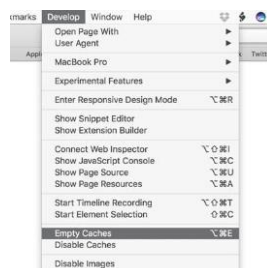 Develop Window Help
Open Page With
User Agent
MacBook Pro
Experimental Features
Enter Responsive Design Mode ⌥⌘R
Show Snippet Editor
Show Extension Builder
Connect Web Inspector ⌥⇧⌘I
Show JavaScript Console ⌥⌘C
Show Page Source ⌥⌘U
Show Page Resources ⌥⌘A
Start Timeline Recording ⌥⇧⌘T
Start Element Selection ⇧⌘C
Empty Caches ⌥⌘E
Disable Caches
Disable Images